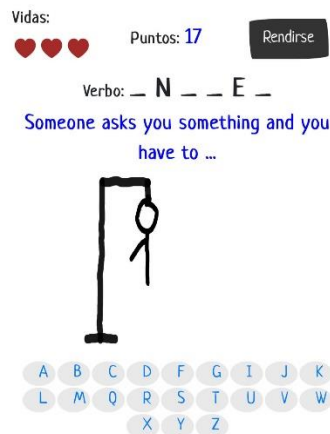 Vidas:
Puntos: 17
Rendirse
Verbo: _ N _ _ E _
Someone asks you something and you
have to ...
A B C D F G I J K
L M Q R S T U V W
X Y Z